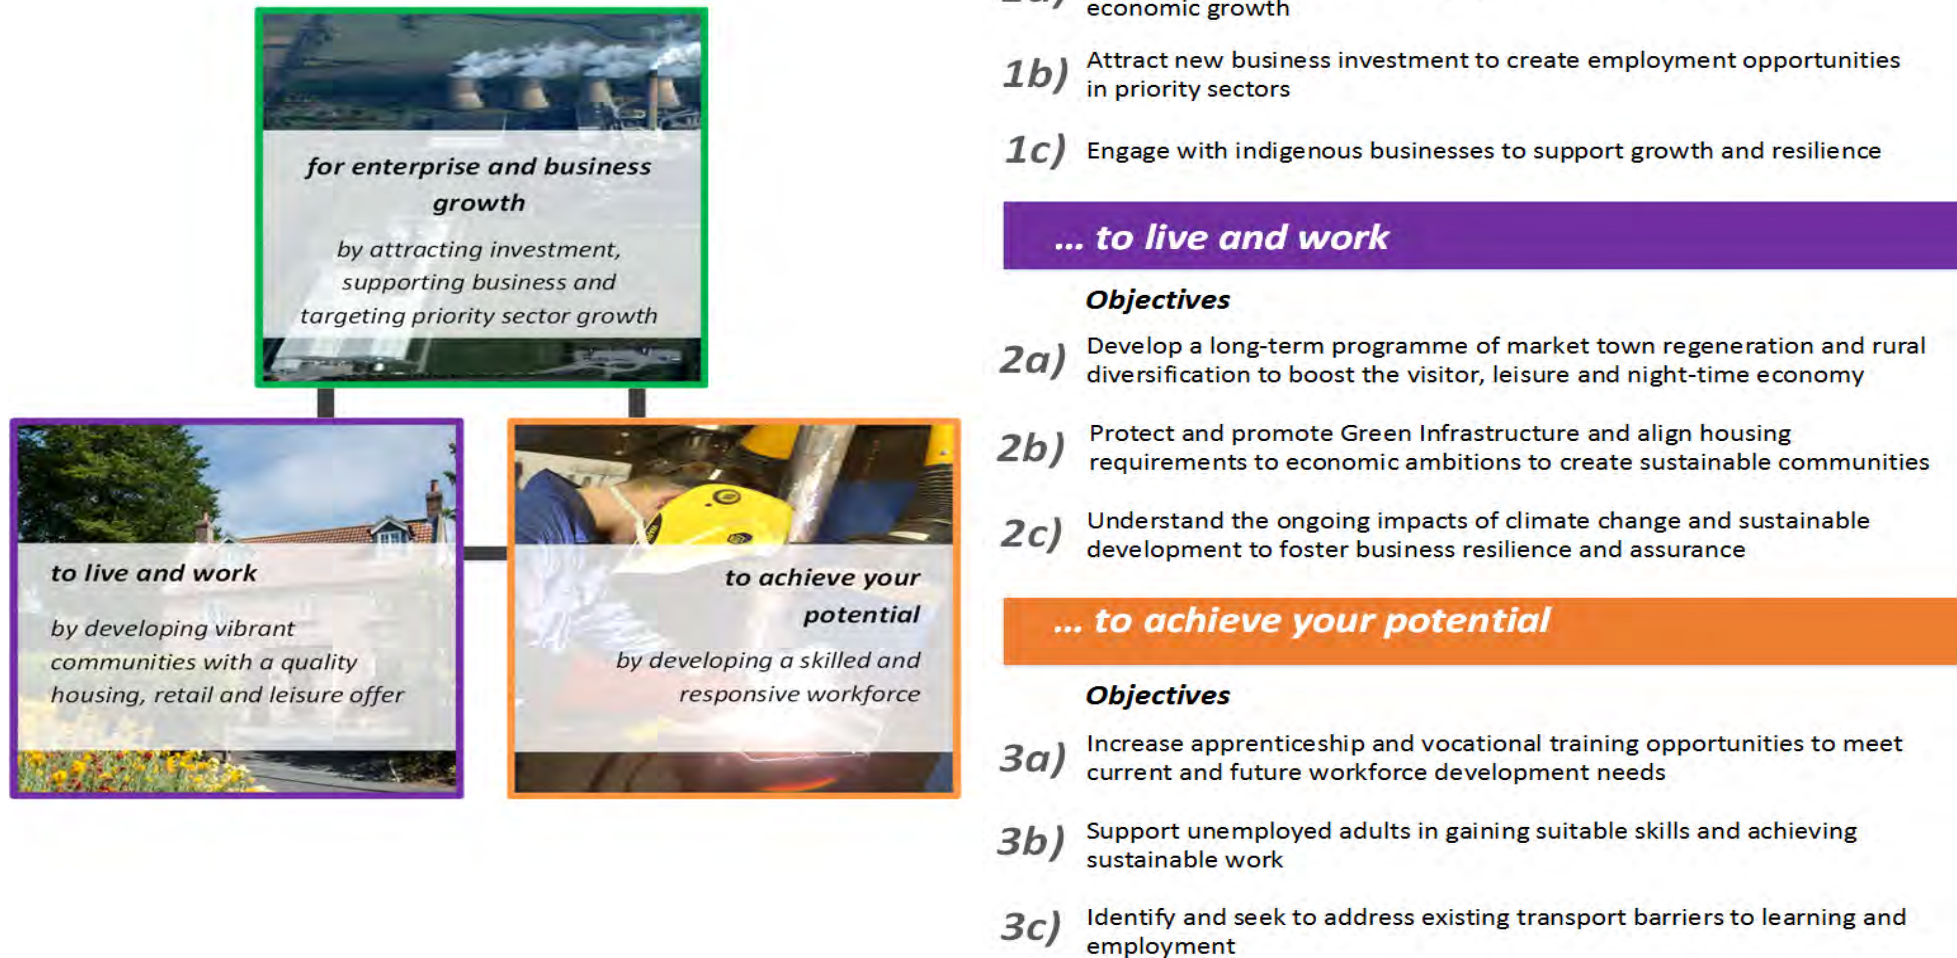 for enterprise and business
growth
by attracting investment,
supporting business and
targeting priority sector growth
to live and work
by developing vibrant
communities with a quality
housing, retail and leisure offer
to achieve your
potential
by developing a skilled and
responsive workforce
economic growth
1b) Attract new business investment to create employment opportunities
in priority sectors
1c) Engage with indigenous businesses to support growth and resilience
... to live and work
Objectives
2a) Develop a long-term programme of market town regeneration and rural
diversification to boost the visitor, leisure and night-time economy
2b) Protect and promote Green Infrastructure and align housing
requirements to economic ambitions to create sustainable communities
2c) Understand the ongoing impacts of climate change and sustainable
development to foster business resilience and assurance
... to achieve your potential
Objectives
3a) Increase apprenticeship and vocational training opportunities to meet
current and future workforce development needs
3b) Support unemployed adults in gaining suitable skills and achieving
sustainable work
3c) Identify and seek to address existing transport barriers to learning and
employment